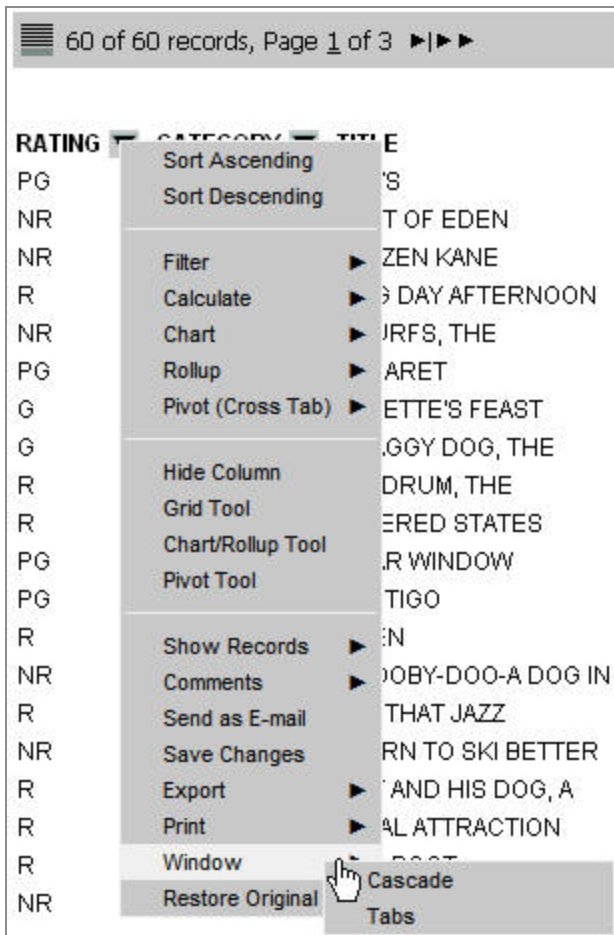 60 of 60 records, Page 1 of 3
RATING CATEGORY TITLE
PG 'S
NR T OF EDEN
NR ZEN KANE
R DAY AFTERNOON
NR URFS, THE
PG ARET
G ETTE'S FEAST
G GGY DOG, THE
R DRUM, THE
R ERED STATES
PG R WINDOW
PG TIGO
R EN
NR OOBY-DOO-A DOG IN
R THAT JAZZ
NR RN TO SKI BETTER
R AND HIS DOG, A
R AL ATTRACTION
R
NR
Sort Ascending
Sort Descending
Filter
Calculate
Chart
Rollup
Pivot (Cross Tab)
Hide Column
Grid Tool
Chart/Rollup Tool
Pivot Tool
Show Records
Comments
Send as E-mail
Save Changes
Export
Print
Window
Restore Original
Cascade
Tabs